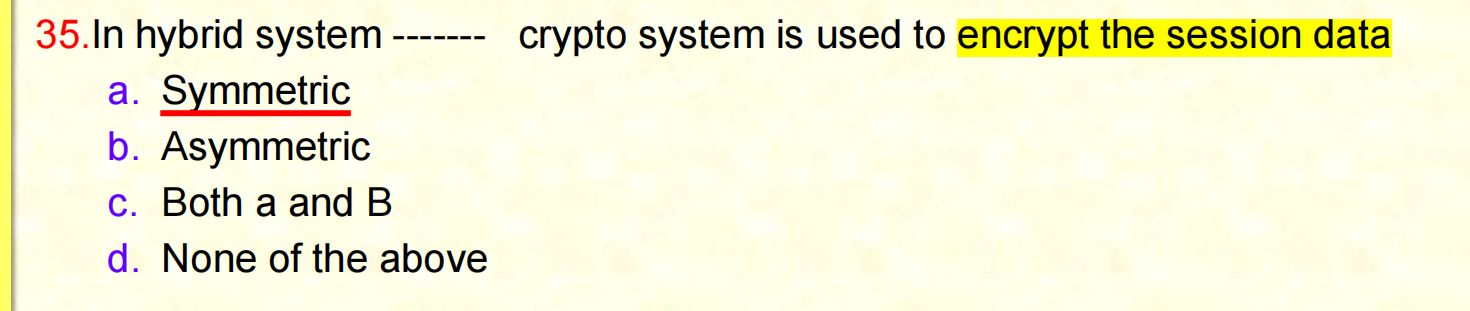 35.In hybrid system ------- crypto system is used to encrypt the session data
a. Symmetric
b. Asymmetric
c. Both a and B
d. None of the above